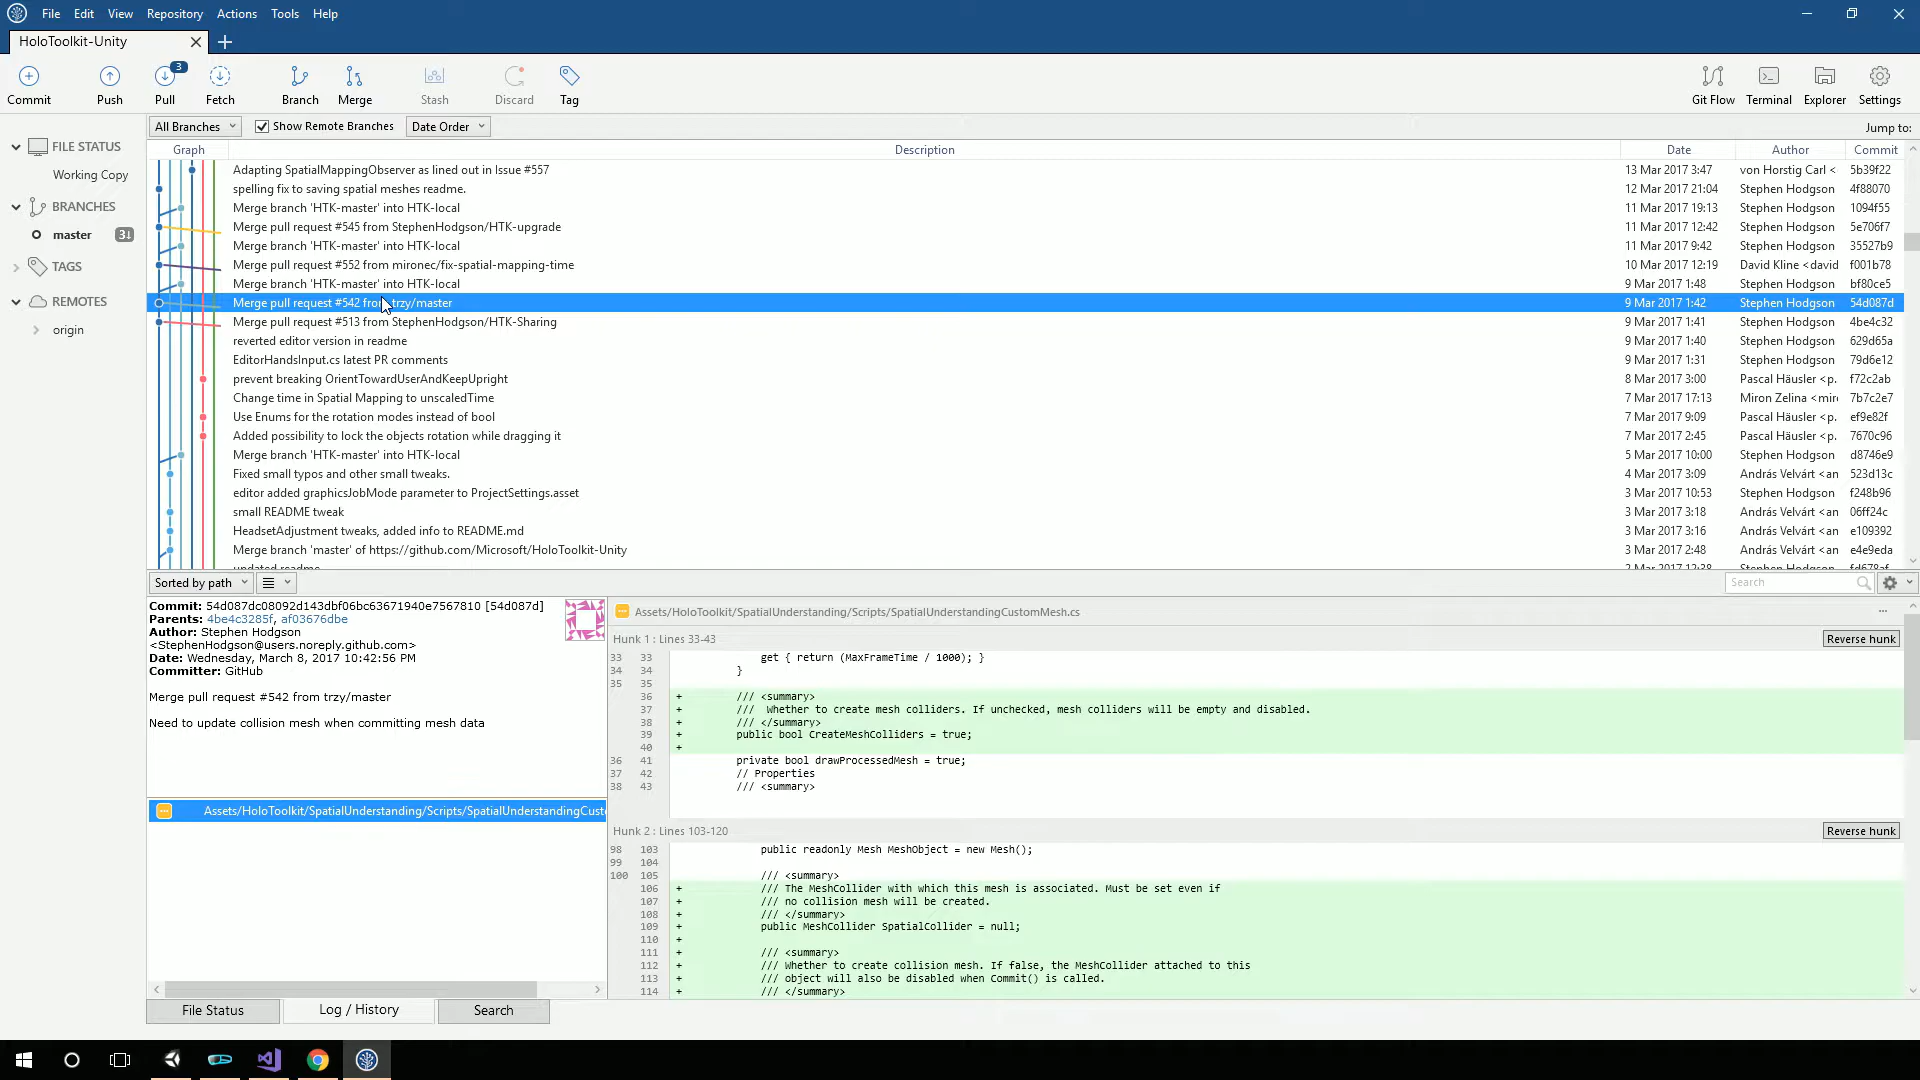 File Edit View Repository Actions Tools Help
HoloToolkit-Unity
3
Commit Push Pull Fetch Branch Merge Stash Discard Tag Git Flow Terminal Explorer Settings
All Branches Show Remote Branches Date Order Jump to:
FILE STATUS
Working Copy
BRANCHES
master 3↓
TAGS
REMOTES
origin
Graph Description Date Author Commit
Adapting SpatialMappingObserver as lined out in Issue #557 13 Mar 2017 3:47 von Horstig Carl < 5b39f22
spelling fix to saving spatial meshes readme. 12 Mar 2017 21:04 Stephen Hodgson 4f88070
Merge branch 'HTK-master' into HTK-local 11 Mar 2017 19:13 Stephen Hodgson 1094f55
Merge pull request #545 from StephenHodgson/HTK-upgrade 11 Mar 2017 12:42 Stephen Hodgson 5e706f7
Merge branch 'HTK-master' into HTK-local 11 Mar 2017 9:42 Stephen Hodgson 35527b9
Merge pull request #552 from mironec/fix-spatial-mapping-time 10 Mar 2017 12:19 David Kline <david f001b78
Merge branch 'HTK-master' into HTK-local 9 Mar 2017 1:48 Stephen Hodgson bf80ce5
Merge pull request #542 from trzy/master 9 Mar 2017 1:42 Stephen Hodgson 54d087d
Merge pull request #513 from StephenHodgson/HTK-Sharing 9 Mar 2017 1:41 Stephen Hodgson 4be4c32
reverted editor version in readme 9 Mar 2017 1:40 Stephen Hodgson 629d65a
EditorHandsInput.cs latest PR comments 9 Mar 2017 1:31 Stephen Hodgson 79d6e12
prevent breaking OrientTowardUserAndKeepUpright 8 Mar 2017 3:00 Pascal Häusler <p. f72c2ab
Change time in Spatial Mapping to unscaledTime 7 Mar 2017 17:13 Miron Zelina <mir 7b7c2e7
Use Enums for the rotation modes instead of bool 7 Mar 2017 9:09 Pascal Häusler <p. ef9e82f
Added possibility to lock the objects rotation while dragging it 7 Mar 2017 2:45 Pascal Häusler <p. 7670c96
Merge branch 'HTK-master' into HTK-local 5 Mar 2017 10:00 Stephen Hodgson d8746e9
Fixed small typos and other small tweaks. 4 Mar 2017 3:09 András Velvárt <an 523d13c
editor added graphicsJobMode parameter to ProjectSettings.asset 3 Mar 2017 10:53 Stephen Hodgson f248b96
small README tweak 3 Mar 2017 3:18 András Velvárt <an 06ff24c
HeadsetAdjustment tweaks, added info to README.md 3 Mar 2017 3:16 András Velvárt <an e109392
Merge branch 'master' of https://github.com/Microsoft/HoloToolkit-Unity 3 Mar 2017 2:48 András Velvárt <an e4e9eda
updated readme
Sorted by path Search
Commit: 54d087dc08092d143dbf06bc63671940e7567810 [54d087d]
Parents: 4be4c3285f, af03676dbe
Author: Stephen Hodgson
<StephenHodgson@users.noreply.github.com>
Date: Wednesday, March 8, 2017 10:42:56 PM
Committer: GitHub
Merge pull request #542 from trzy/master
Need to update collision mesh when committing mesh data
Assets/HoloToolkit/SpatialUnderstanding/Scripts/SpatialUnderstandingCust
Assets/HoloToolkit/SpatialUnderstanding/Scripts/SpatialUnderstandingCustomMesh.cs
Hunk 1 : Lines 33-43 Reverse hunk
33 33 get { return (MaxFrameTime / 1000); }
34 34 }
35 35
36 + /// <summary>
37 + /// Whether to create mesh colliders. If unchecked, mesh colliders will be empty and disabled.
38 + /// </summary>
39 + public bool CreateMeshColliders = true;
40 +
36 41 private bool drawProcessedMesh = true;
37 42 // Properties
38 43 /// <summary>
Hunk 2 : Lines 103-120 Reverse hunk
98 103 public readonly Mesh MeshObject = new Mesh();
99 104
100 105 /// <summary>
106 + /// The MeshCollider with which this mesh is associated. Must be set even if
107 + /// no collision mesh will be created.
108 + /// </summary>
109 + public MeshCollider SpatialCollider = null;
110 +
111 + /// <summary>
112 + /// Whether to create collision mesh. If false, the MeshCollider attached to this
113 + /// object will also be disabled when Commit() is called.
114 + /// </summary>
File Status Log / History Search